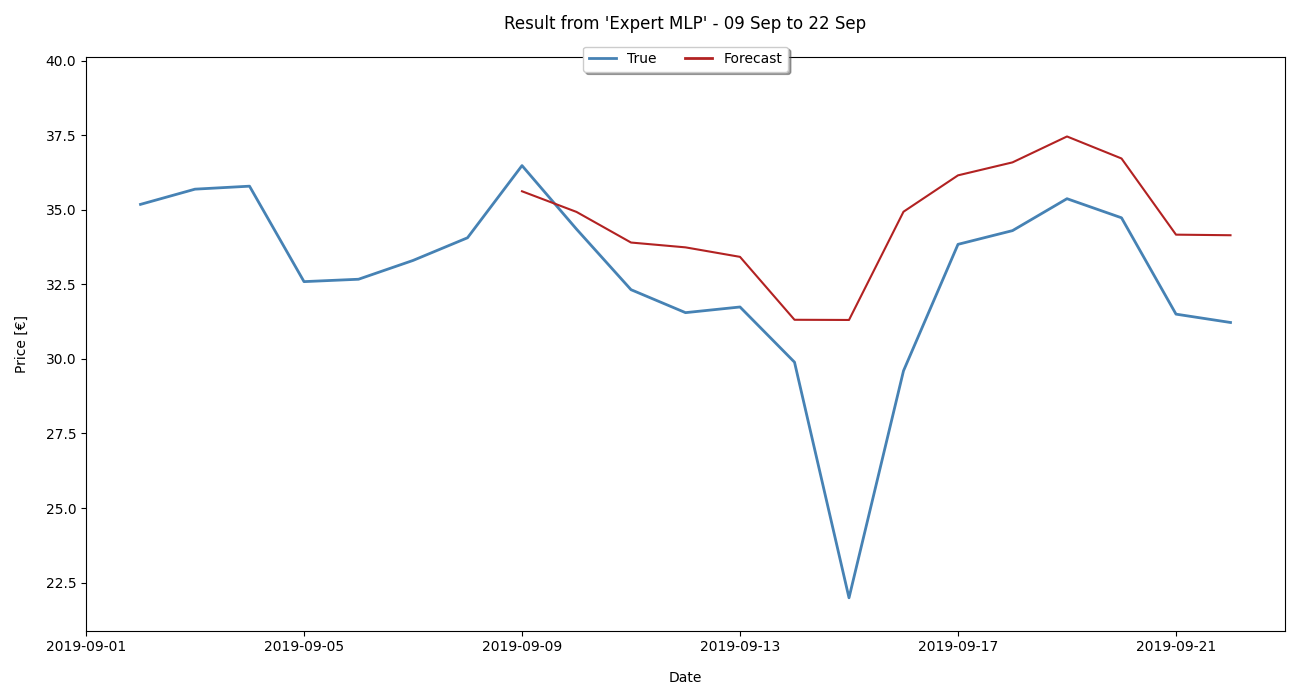 Result from 'Expert MLP' - 09 Sep to 22 Sep
True Forecast
40.0
37.5
35.0
32.5
30.0
27.5
25.0
22.5
Price [€]
2019-09-01 2019-09-05 2019-09-09 2019-09-13 2019-09-17 2019-09-21
Date